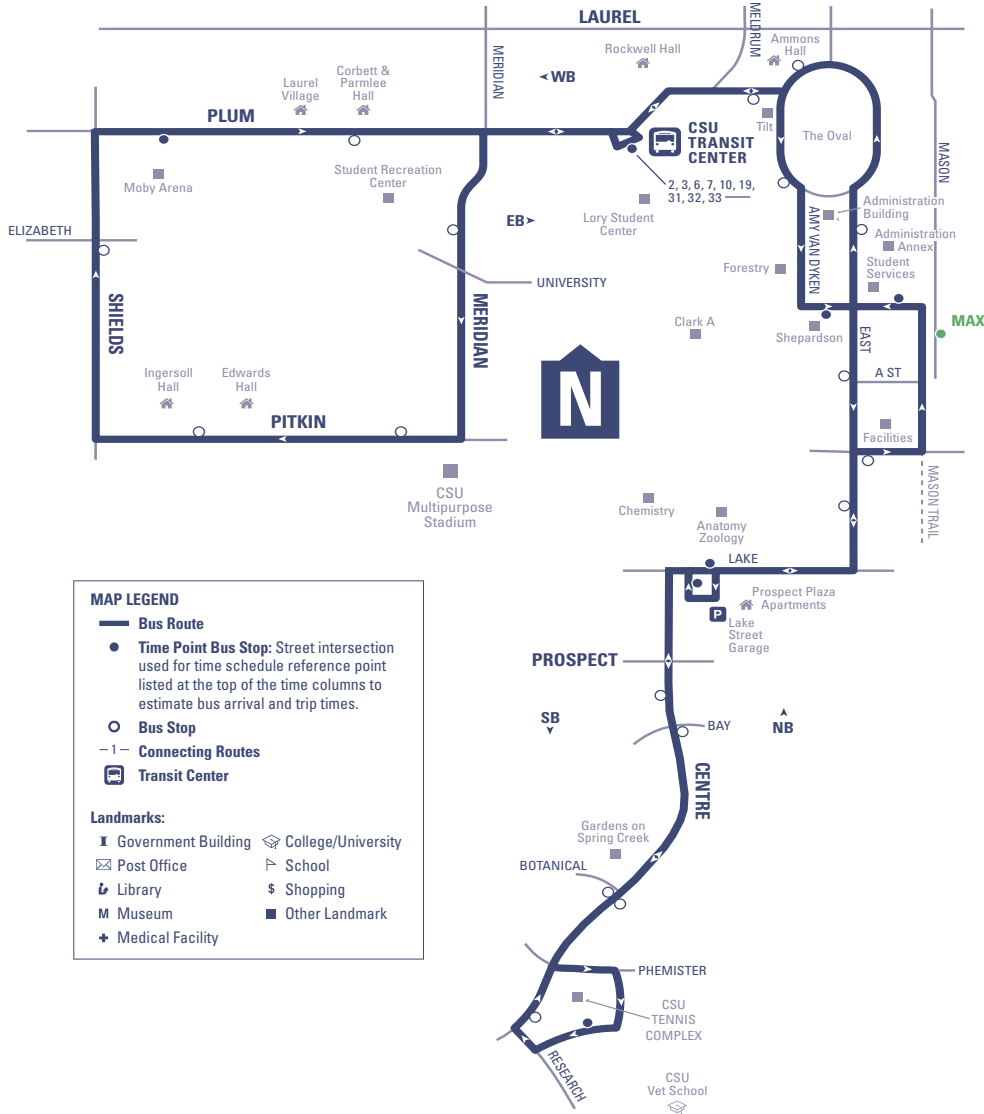 LAUREL
MELDRUM
MERIDIAN
Rockwell Hall
Ammons
Hall
WB
Corbett &
Parmlee
Hall
Laurel
Village
PLUM
Tilt
The Oval
MASON
CSU
TRANSIT
CENTER
Moby Arena
Student Recreation
Center
2, 3, 6, 7, 10, 19,
31, 32, 33
Administration
Building
EB
Lory Student
Center
AMY VAN DYKEN
ELIZABETH
Administration
Annex
Student
Services
Forestry
UNIVERSITY
SHIELDS
MERIDIAN
Clark A
Shepardson
EAST
MAX
Ingersoll
Hall
Edwards
Hall
A ST
N
PITKIN
Facilities
CSU
Multipurpose
Stadium
MASON TRAIL
Chemistry
Anatomy
Zoology
LAKE
Prospect Plaza
Apartments
P
Lake
Street
Garage
PROSPECT
SB
NB
BAY
CENTRE
Gardens on
Spring Creek
BOTANICAL
PHEMISTER
CSU
TENNIS
COMPLEX
RESEARCH
CSU
Vet School
MAP LEGEND
Bus Route
Time Point Bus Stop: Street intersection
used for time schedule reference point
listed at the top of the time columns to
estimate bus arrival and trip times.
Bus Stop
1 Connecting Routes
Transit Center
Landmarks:
Government Building
College/University
Post Office
School
Library
$ Shopping
M Museum
Other Landmark
Medical Facility